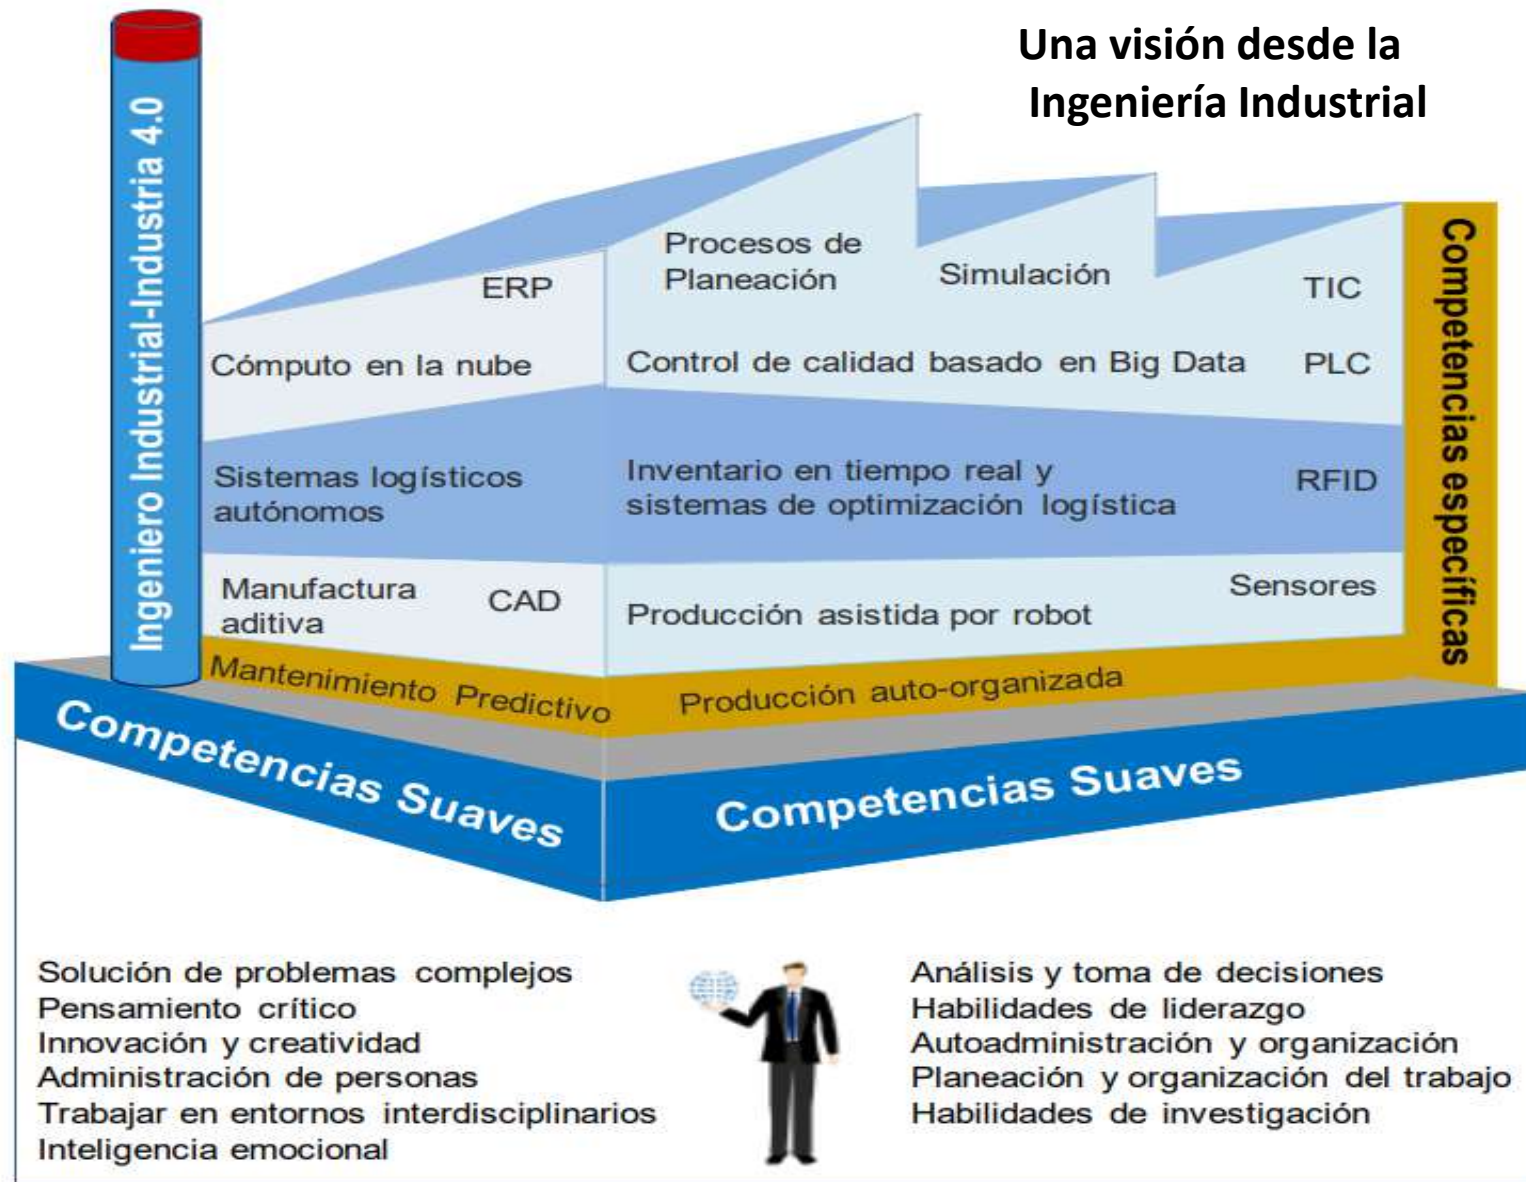 Una visión desde la
Ingeniería Industrial
Ingeniero Industrial-Industria 4.0
ERP
Cómputo en la nube
Sistemas logísticos
autónomos
Manufactura
aditiva
CAD
Mantenimiento Predictivo
Procesos de
Planeación
Simulación
TIC
Control de calidad basado en Big Data
PLC
Inventario en tiempo real y
sistemas de optimización logística
RFID
Sensores
Producción asistida por robot
Producción auto-organizada
Competencias específicas
Competencias Suaves
Competencias Suaves
Solución de problemas complejos
Pensamiento crítico
Innovación y creatividad
Administración de personas
Trabajar en entornos interdisciplinarios
Inteligencia emocional
Análisis y toma de decisiones
Habilidades de liderazgo
Autoadministración y organización
Planeación y organización del trabajo
Habilidades de investigación